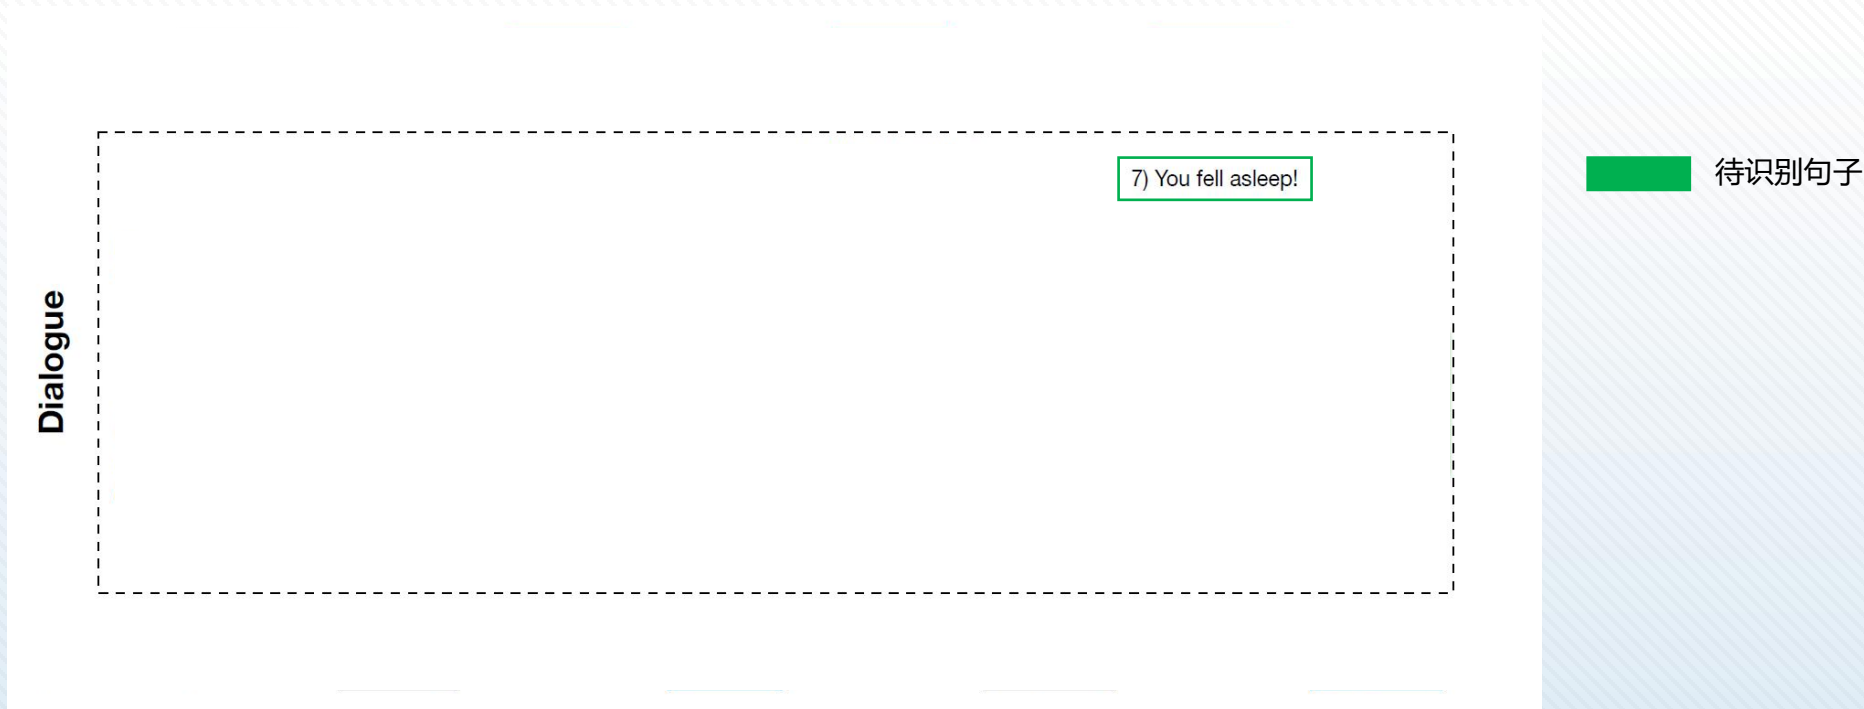 7) You fell asleep!
待识别句子
Dialogue